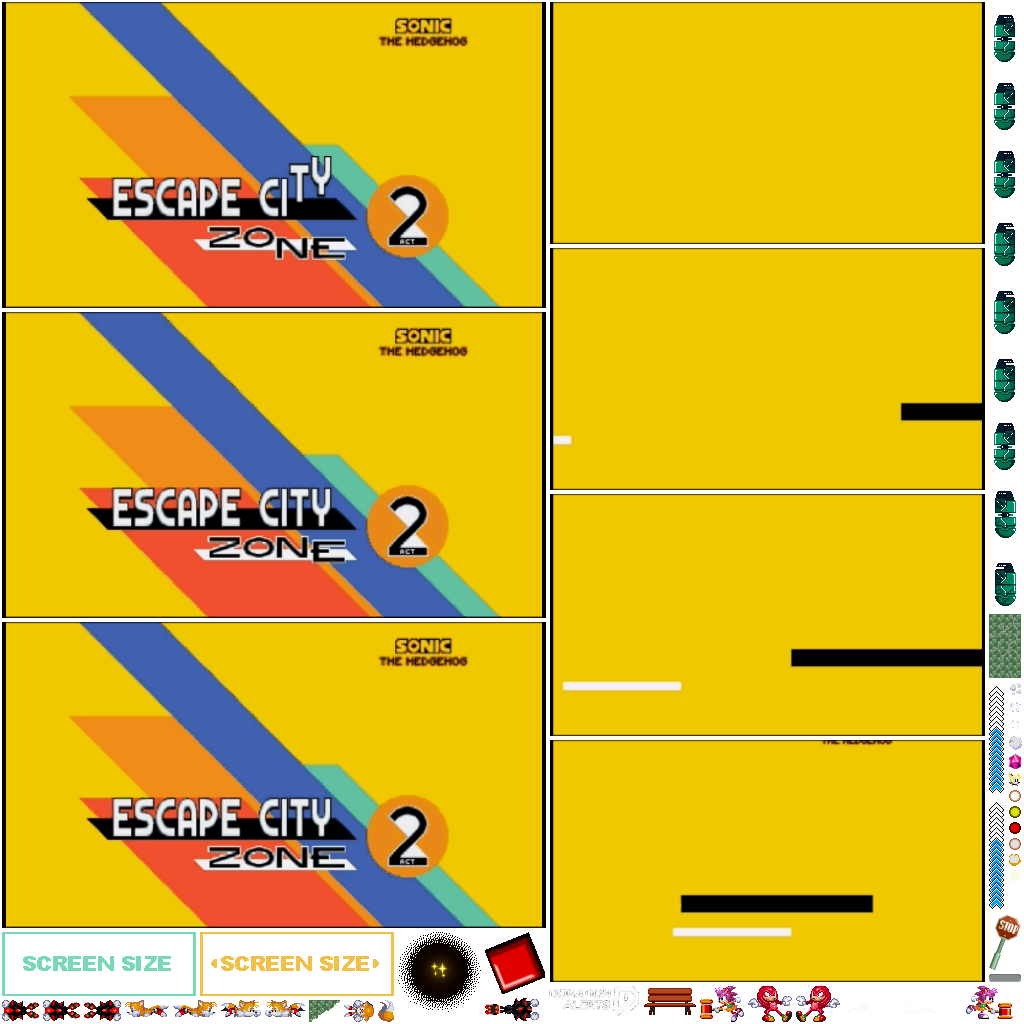 SONIC
THE HEDGEHOG
ESCAPE CITY
ZONE
2
ACT
SONIC
THE HEDGEHOG
ESCAPE CITY
ZONE
2
ACT
SONIC
THE HEDGEHOG
ESCAPE CITY
ZONE
2
ACT
THE HEDGEHOG
SCREEN SIZE
SCREEN SIZE
STOP